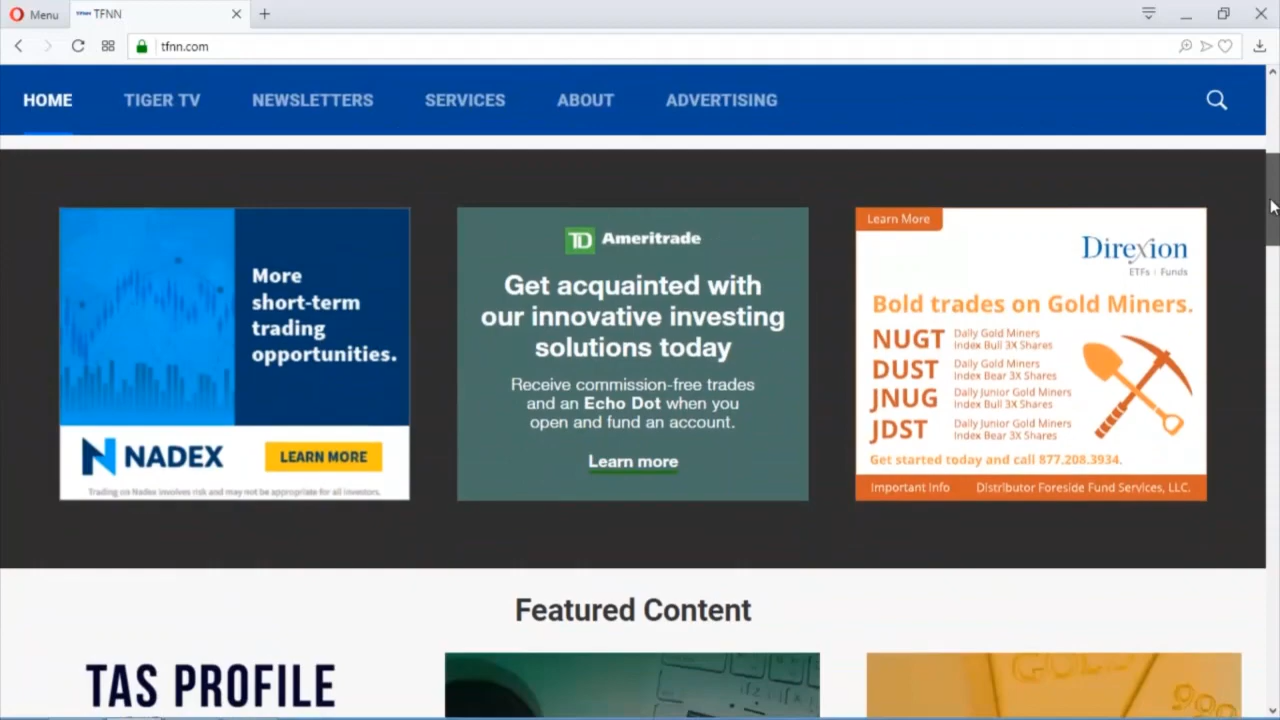 Menu
TFNN
TFNN
tfnn.com
HOME
TIGER TV
NEWSLETTERS
SERVICES
ABOUT
ADVERTISING
More
short-term
trading
opportunities.
NADEX
LEARN MORE
Trading on Nadex involves risk and may not be appropriate for all investors.
TD Ameritrade
Get acquainted with
our innovative investing
solutions today
Receive commission-free trades
and an Echo Dot when you
open and fund an account.
Learn more
Learn More
Direxion
ETFs | Funds
Bold trades on Gold Miners.
NUGT Daily Gold Miners
Index Bull 3X Shares
DUST Daily Gold Miners
Index Bear 3X Shares
JNUG Daily Junior Gold Miners
Index Bull 3X Shares
JDST Daily Junior Gold Miners
Index Bear 3X Shares
Get started today and call 877.208.3934.
Important Info Distributor Foreside Fund Services, LLC.
Featured Content
TAS PROFILE
GOLD
999